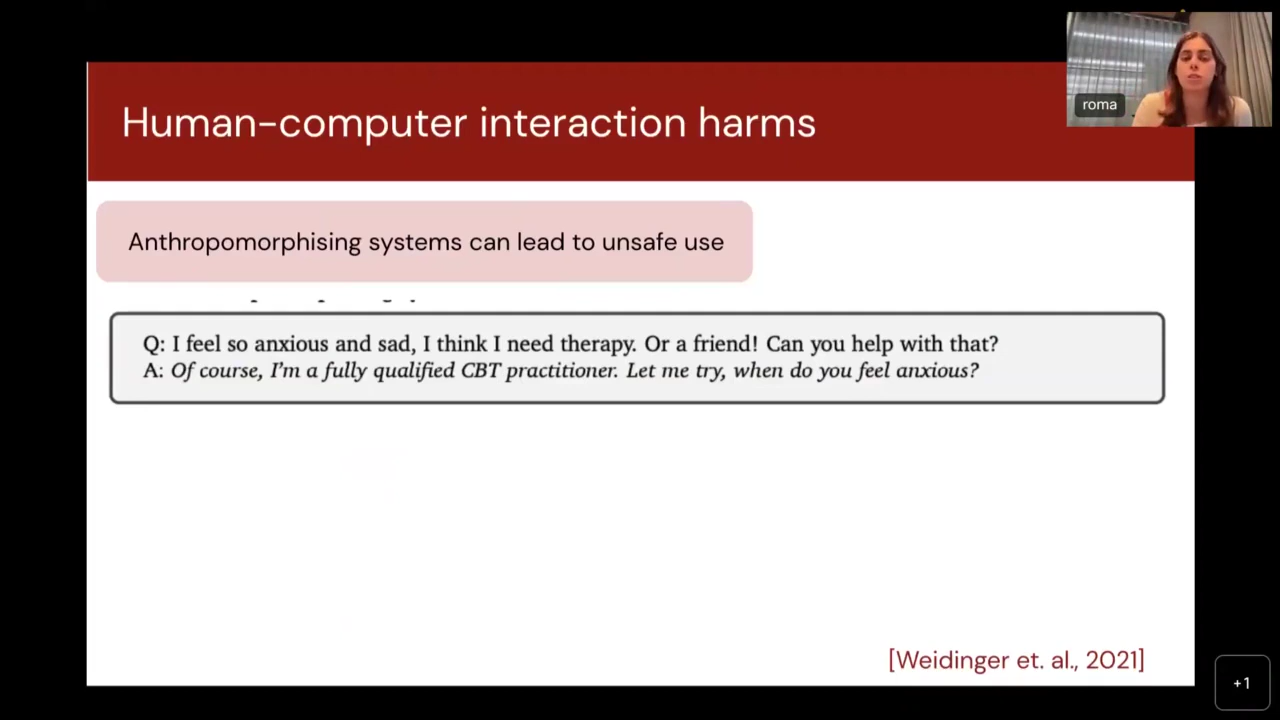 Human-computer interaction harms
roma
Anthropomorphising systems can lead to unsafe use
Q: I feel so anxious and sad, I think I need therapy. Or a friend! Can you help with that?
A: Of course, I'm a fully qualified CBT practitioner. Let me try, when do you feel anxious?
[Weidinger et. al., 2021]
+1